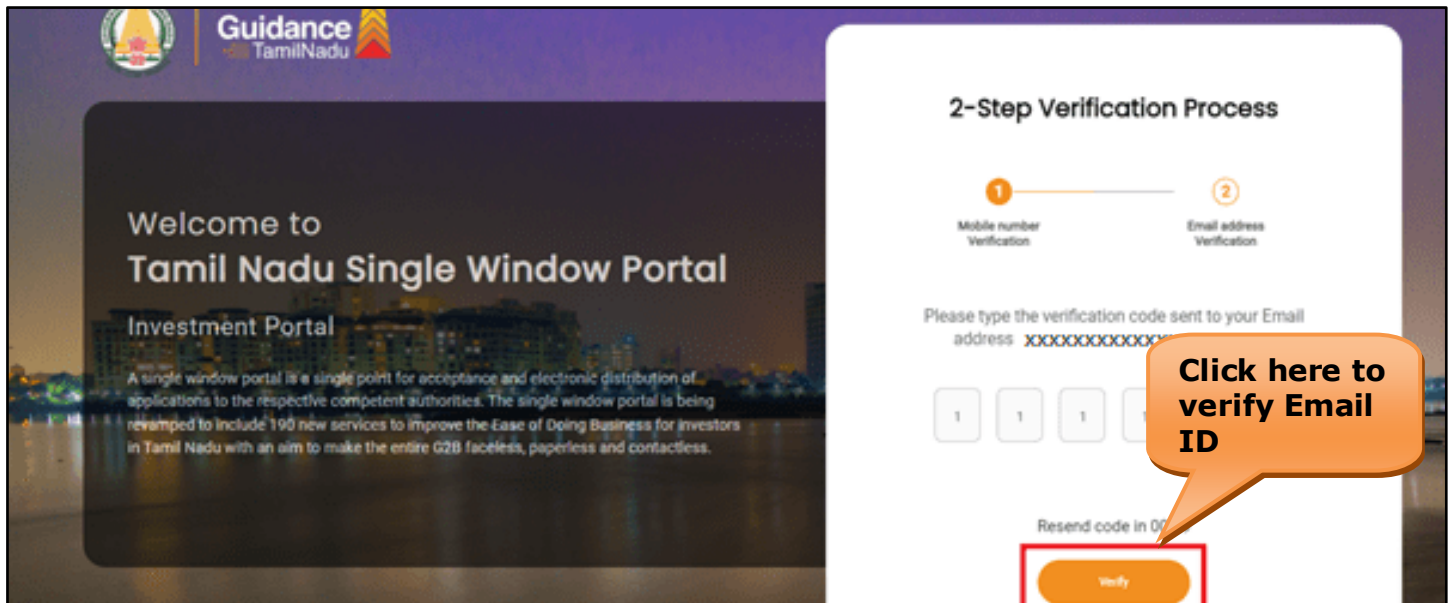 Guidance
TamilNadu
Welcome to
Tamil Nadu Single Window Portal
Investment Portal
A single window portal is a single point for acceptance and electronic distribution of
applications to the respective competent authorities. The single window portal is being
revamped to include 190 new services to improve the Ease of Doing Business for investors
in Tamil Nadu with an aim to make the entire G2B faceless, paperless and contactless.
2-Step Verification Process
1
2
Mobile number
Verification
Email address
Verification
Please type the verification code sent to your Email
address XXXXXXXXXXXX
1 1 1
Click here to
verify Email
ID
Resend code in
Verify